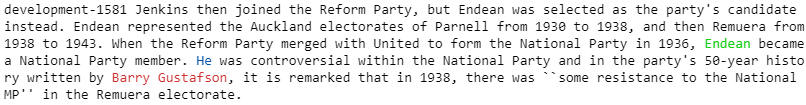 development-1581 Jenkins then joined the Reform Party, but Endean was selected as the party's candidate
instead. Endean represented the Auckland electorates of Parnell from 1930 to 1938, and then Remuera from
1938 to 1943. When the Reform Party merged with United to form the National Party in 1936, Endean became
a National Party member. He was controversial within the National Party and in the party's 50-year histo
ry written by Barry Gustafson, it is remarked that in 1938, there was ``some resistance to the National
MP'' in the Remuera electorate.